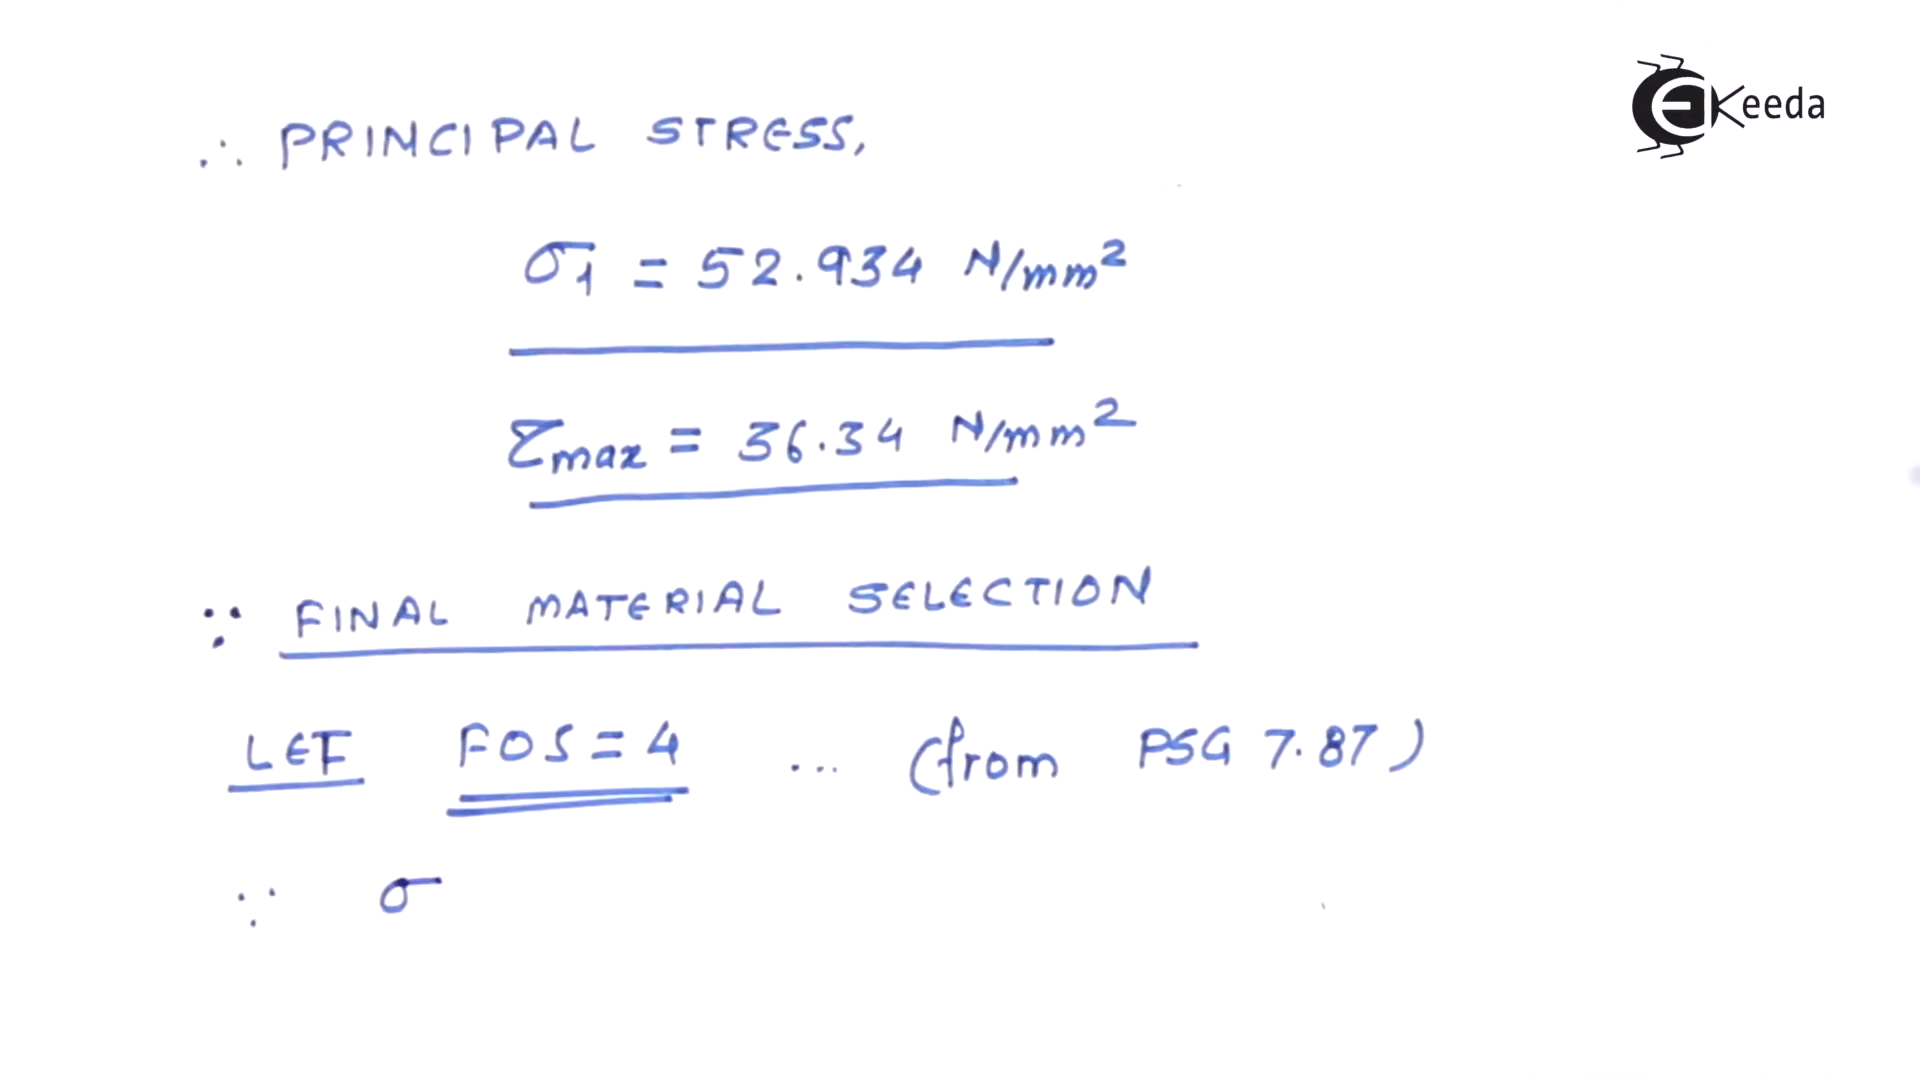 Keeda
∴ PRINCIPAL STRESS,
σ1 = 52.934 N/mm²
τmax = 36.34 N/mm²
∵ FINAL MATERIAL SELECTION
LET FOS = 4 ... (from PSG 7.87)
∵ σ